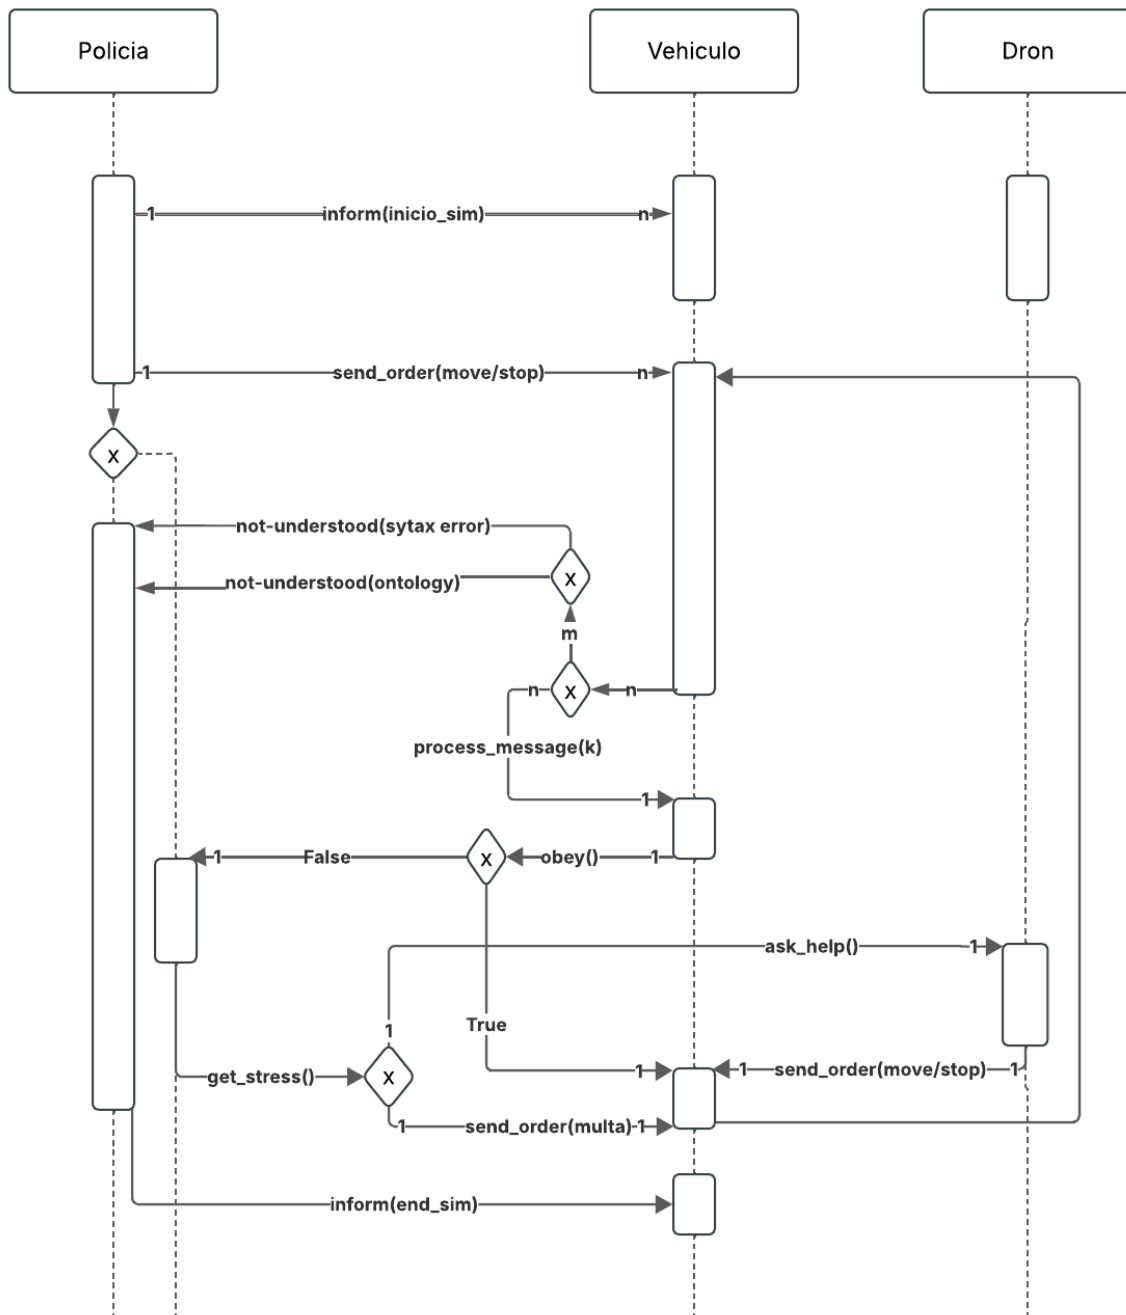 Policia
Vehiculo
Dron
1 inform(inicio_sim) n
1 send_order(move/stop) n
x
not-understood(sytax error)
x
not-understood(ontology)
m
n x n
process_message(k)
1
1 False x obey() 1
ask_help() 1
True
1
get_stress() x
1 1 send_order(move/stop) 1
1 send_order(multa) 1
inform(end_sim)